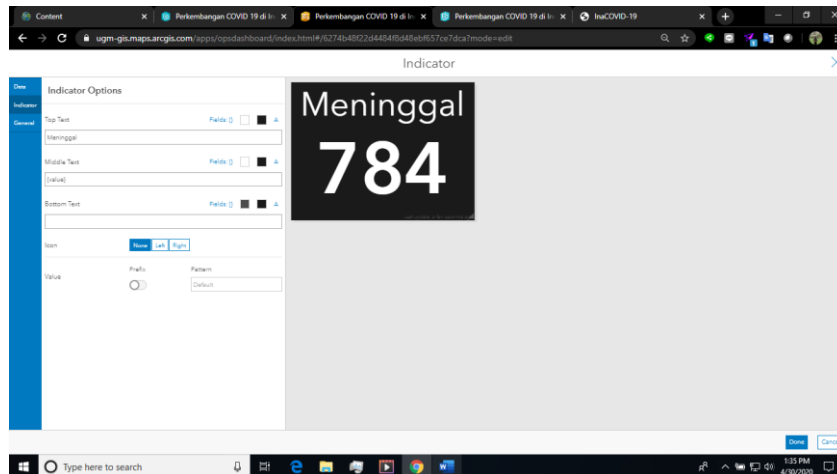 Content
Perkembangan COVID 19 di In
Perkembangan COVID 19 di In
Perkembangan COVID 19 di In
InaCOVID-19
ugm-gis.maps.arcgis.com/apps/opsdashboard/index.html#/6274b48f22d4484f8d48ebf657ce7dca?mode=edit
Indicator
Data
Indicator
General
Indicator Options
Top Text
Fields: {}
A
Meninggal
Middle Text
Fields: {}
A
{value}
Bottom Text
Fields: {}
A
Icon
None
Left
Right
Value
Prefix
Pattern
Default
Meninggal
784
Done
Cance
Type here to search
1:35 PM
4/30/2020